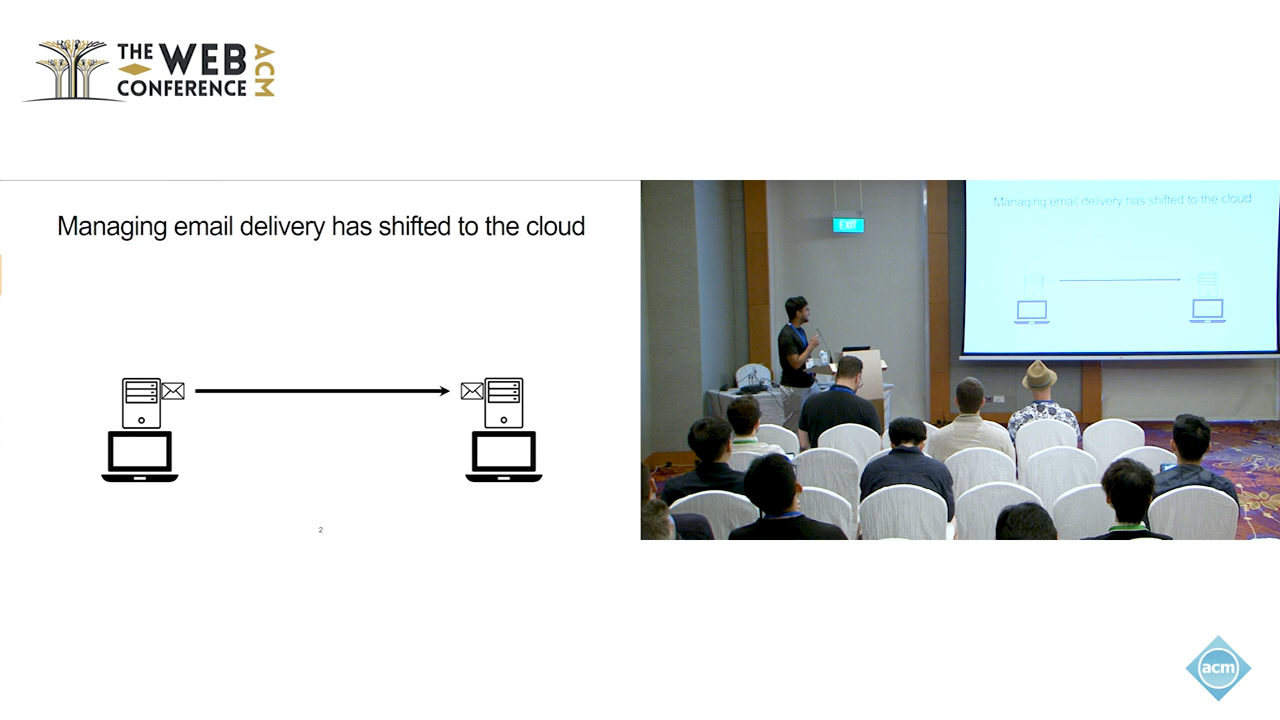 THE WEB
CONFERENCE
ACM
Managing email delivery has shifted to the cloud
2
EXIT
Managing email delivery has shifted to the cloud
acm